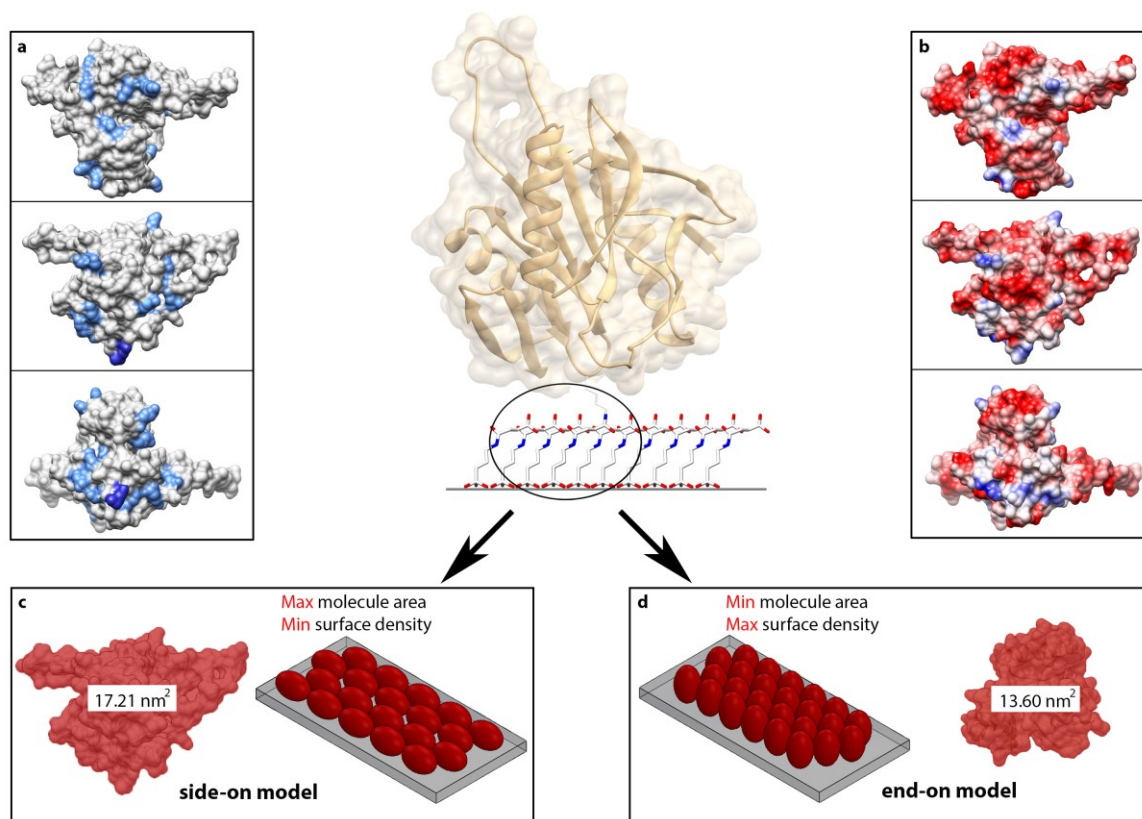 a
b
c
Max molecule area
Min surface density
17.21 nm²
side-on model
d
Min molecule area
Max surface density
13.60 nm²
end-on model